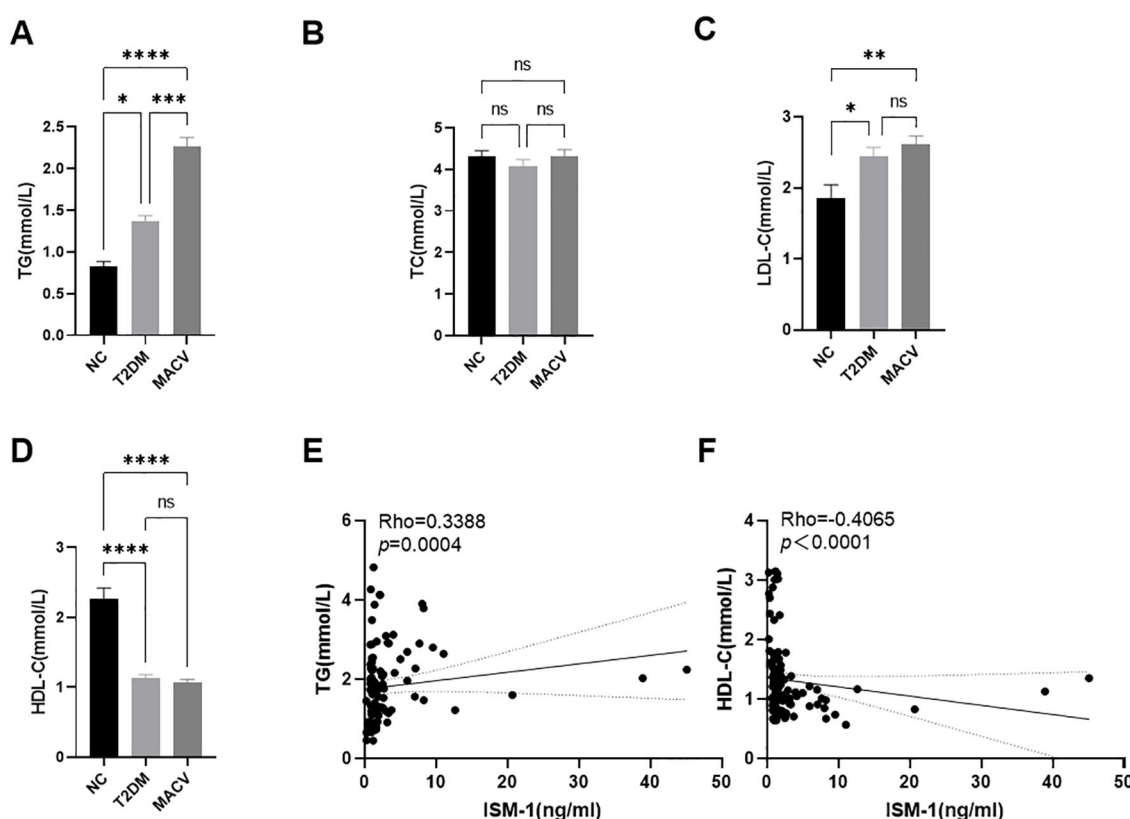 A
****
* ***
TG(mmol/L)
2.5
2.0
1.5
1.0
0.5
0.0
NC
T2DM
MACV
B
ns
ns ns
TC(mmol/L)
6
4
2
0
NC
T2DM
MACV
C
**
* ns
LDL-C(mmol/L)
3
2
1
0
NC
T2DM
MACV
D
****
ns
****
HDL-C(mmol/L)
3
2
1
0
NC
T2DM
MACV
E
Rho=0.3388
p=0.0004
TG(mmol/L)
6
4
2
0
0 10 20 30 40 50
ISM-1(ng/ml)
F
Rho=-0.4065
p<0.0001
HDL-C(mmol/L)
4
3
2
1
0
0 10 20 30 40 50
ISM-1(ng/ml)